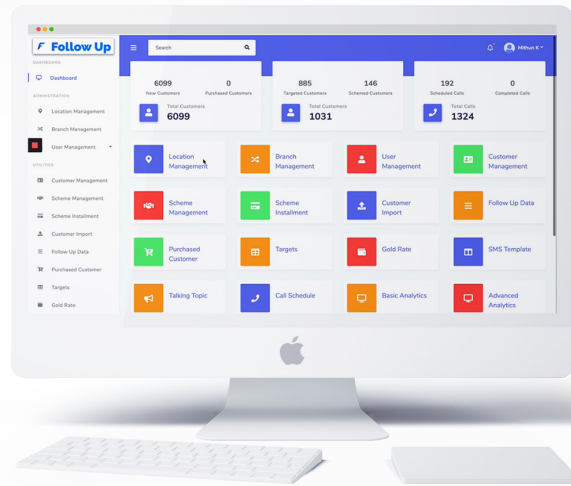 Follow Up
Search
Mithun K
DASHBOARD
Dashboard
ADMINISTRATION
Location Management
Branch Management
User Management
UTILITIES
Customer Management
Scheme Management
Scheme Installment
Customer Import
Follow Up Data
Purchased Customer
Targets
Gold Rate
6099
0
New Customers
Purchased Customers
Total Customers
6099
885
146
Targeted Customers
Schemed Customers
Total Customers
1031
192
0
Scheduled Calls
Completed Calls
Total Calls
1324
Location
Management
Branch
Management
User
Management
Customer
Management
Scheme
Management
Scheme
Installment
Customer
Import
Follow Up Data
Purchased
Customer
Targets
Gold Rate
SMS Template
Talking Topic
Call Schedule
Basic Analytics
Advanced
Analytics